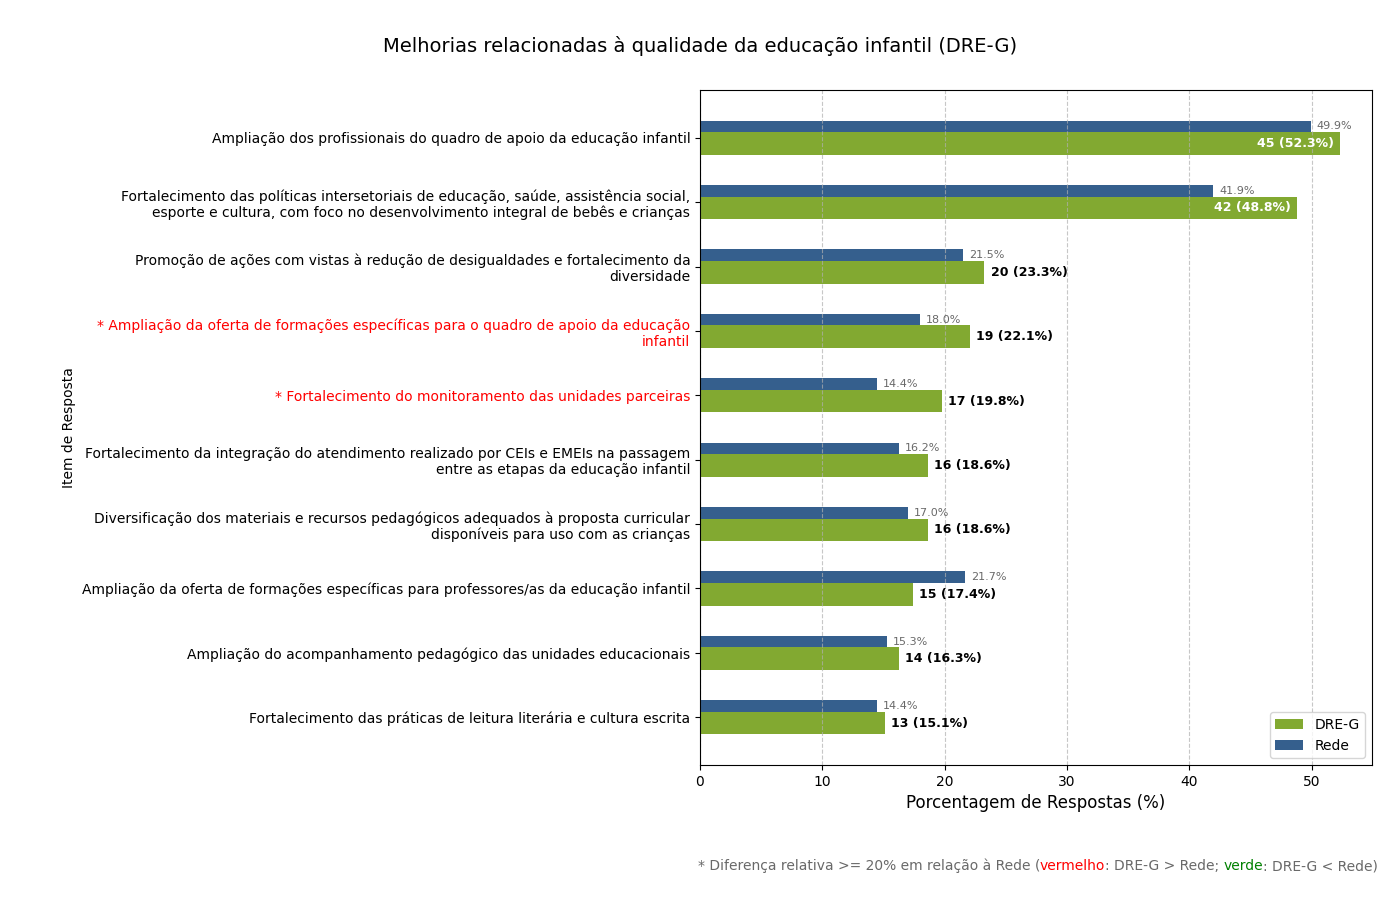 Melhorias relacionadas à qualidade da educação infantil (DRE-G)
Item de Resposta
Ampliação dos profissionais do quadro de apoio da educação infantil
49.9%
45 (52.3%)
Fortalecimento das políticas intersetoriais de educação, saúde, assistência social,
esporte e cultura, com foco no desenvolvimento integral de bebês e crianças
41.9%
42 (48.8%)
Promoção de ações com vistas à redução de desigualdades e fortalecimento da
diversidade
21.5%
20 (23.3%)
* Ampliação da oferta de formações específicas para o quadro de apoio da educação
infantil
18.0%
19 (22.1%)
* Fortalecimento do monitoramento das unidades parceiras
14.4%
17 (19.8%)
Fortalecimento da integração do atendimento realizado por CEIs e EMEIs na passagem
entre as etapas da educação infantil
16.2%
16 (18.6%)
Diversificação dos materiais e recursos pedagógicos adequados à proposta curricular
disponíveis para uso com as crianças
17.0%
16 (18.6%)
Ampliação da oferta de formações específicas para professores/as da educação infantil
21.7%
15 (17.4%)
Ampliação do acompanhamento pedagógico das unidades educacionais
15.3%
14 (16.3%)
Fortalecimento das práticas de leitura literária e cultura escrita
14.4%
13 (15.1%)
DRE-G
Rede
0 10 20 30 40 50
Porcentagem de Respostas (%)
* Diferença relativa >= 20% em relação à Rede (vermelho: DRE-G > Rede; verde: DRE-G < Rede)